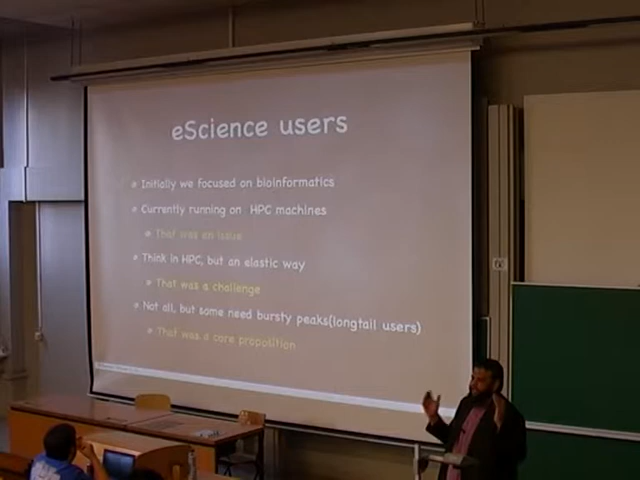 eScience users
Initially we focused on bioinformatics
Currently running on HPC machines
That was an issue
Think in HPC, but an elastic way
That was a challenge
Not all, but some need bursty peaks(longtail users)
That was a core propolition